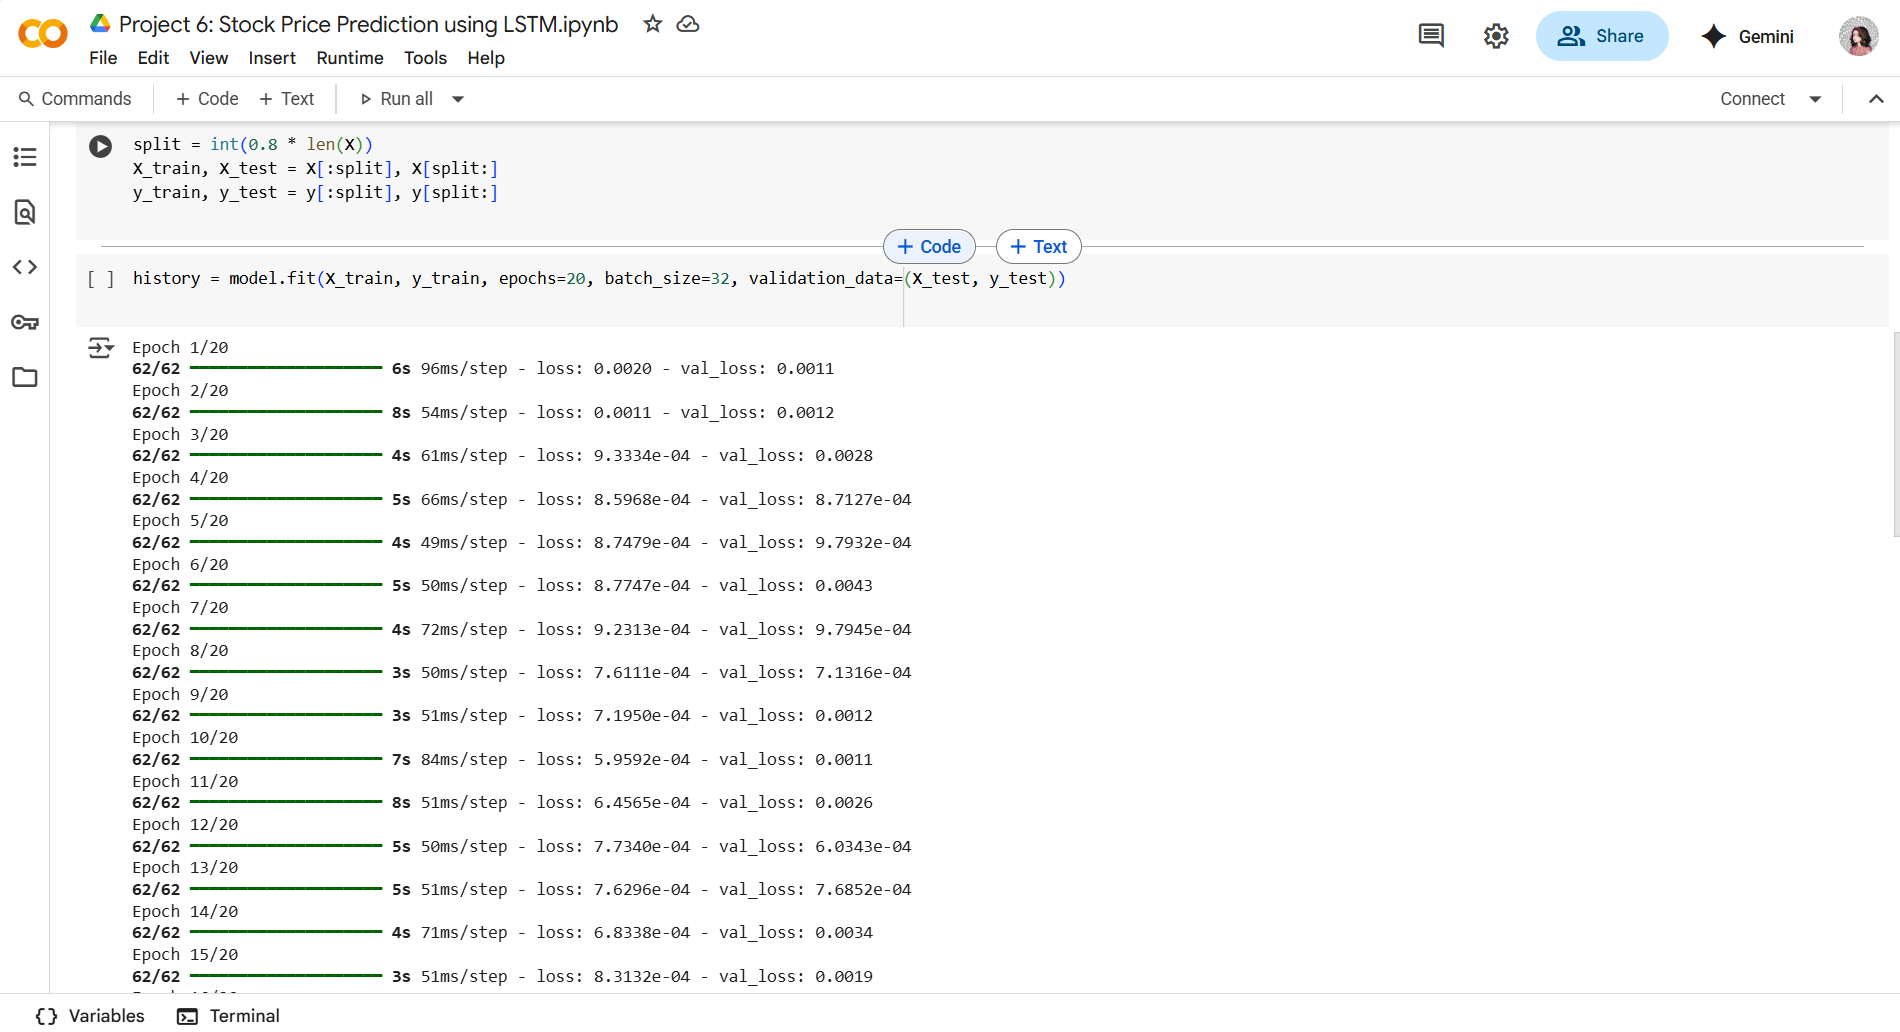 Project 6: Stock Price Prediction using LSTM.ipynb
File Edit View Insert Runtime Tools Help
Share
Gemini
Commands + Code + Text Run all
Connect
split = int(0.8 * len(X))
X_train, X_test = X[:split], X[split:]
y_train, y_test = y[:split], y[split:]
+ Code + Text
[ ] history = model.fit(X_train, y_train, epochs=20, batch_size=32, validation_data=(X_test, y_test))
Epoch 1/20
62/62 6s 96ms/step - loss: 0.0020 - val_loss: 0.0011
Epoch 2/20
62/62 8s 54ms/step - loss: 0.0011 - val_loss: 0.0012
Epoch 3/20
62/62 4s 61ms/step - loss: 9.3334e-04 - val_loss: 0.0028
Epoch 4/20
62/62 5s 66ms/step - loss: 8.5968e-04 - val_loss: 8.7127e-04
Epoch 5/20
62/62 4s 49ms/step - loss: 8.7479e-04 - val_loss: 9.7932e-04
Epoch 6/20
62/62 5s 50ms/step - loss: 8.7747e-04 - val_loss: 0.0043
Epoch 7/20
62/62 4s 72ms/step - loss: 9.2313e-04 - val_loss: 9.7945e-04
Epoch 8/20
62/62 3s 50ms/step - loss: 7.6111e-04 - val_loss: 7.1316e-04
Epoch 9/20
62/62 3s 51ms/step - loss: 7.1950e-04 - val_loss: 0.0012
Epoch 10/20
62/62 7s 84ms/step - loss: 5.9592e-04 - val_loss: 0.0011
Epoch 11/20
62/62 8s 51ms/step - loss: 6.4565e-04 - val_loss: 0.0026
Epoch 12/20
62/62 5s 50ms/step - loss: 7.7340e-04 - val_loss: 6.0343e-04
Epoch 13/20
62/62 5s 51ms/step - loss: 7.6296e-04 - val_loss: 7.6852e-04
Epoch 14/20
62/62 4s 71ms/step - loss: 6.8338e-04 - val_loss: 0.0034
Epoch 15/20
62/62 3s 51ms/step - loss: 8.3132e-04 - val_loss: 0.0019
Variables Terminal